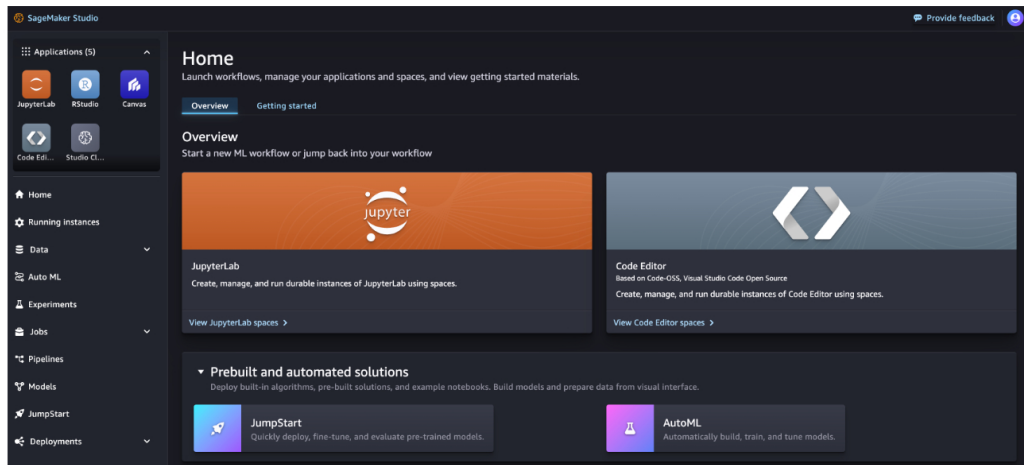 SageMaker Studio
Provide feedback
Applications (5)
JupyterLab
RStudio
Canvas
Code Edi...
Studio Cl...
Home
Running instances
Data
Auto ML
Experiments
Jobs
Pipelines
Models
JumpStart
Deployments
Home
Launch workflows, manage your applications and spaces, and view getting started materials.
Overview
Getting started
Overview
Start a new ML workflow or jump back into your workflow
jupyter
JupyterLab
Create, manage, and run durable instances of JupyterLab using spaces.
View JupyterLab spaces
Code Editor
Based on Code-OSS, Visual Studio Code Open Source
Create, manage, and run durable instances of Code Editor using spaces.
View Code Editor spaces
Prebuilt and automated solutions
Deploy built-in algorithms, pre-built solutions, and example notebooks. Build models and prepare data from visual interface.
JumpStart
Quickly deploy, fine-tune, and evaluate pre-trained models.
AutoML
Automatically build, train, and tune models.